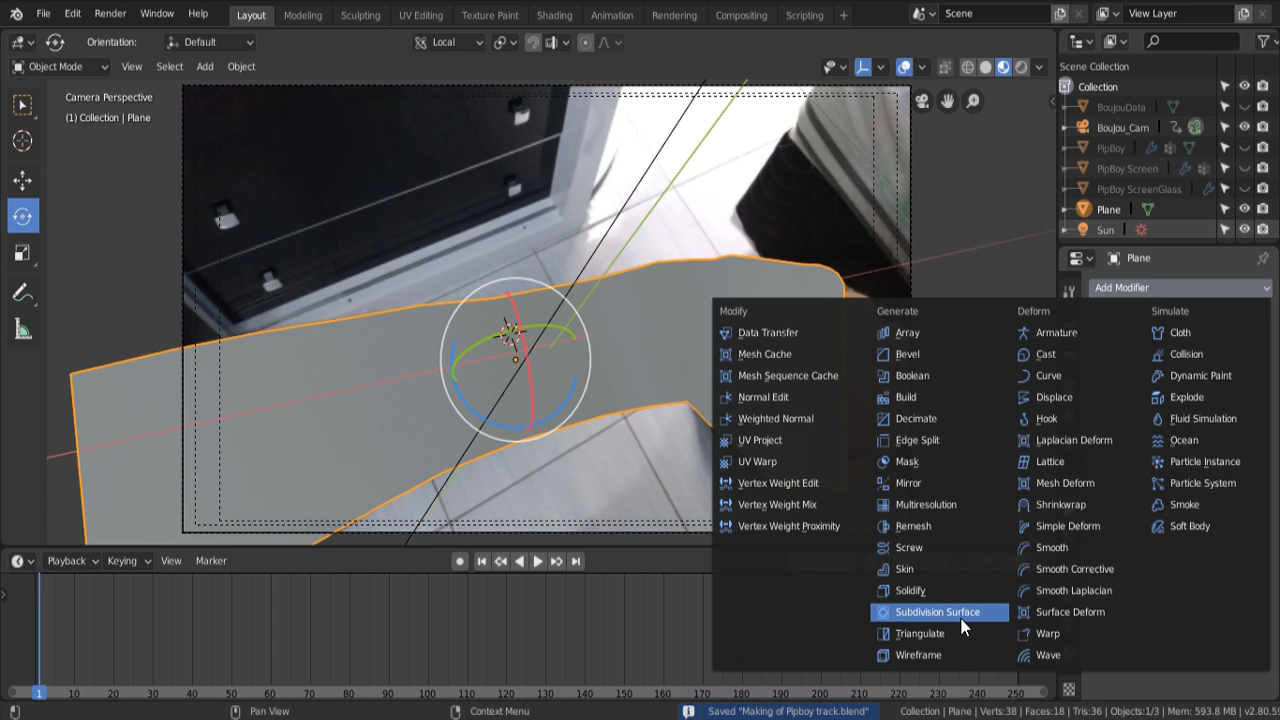 File Edit Render Window Help Layout Modeling Sculpting UV Editing Texture Paint Shading Animation Rendering Compositing Scripting + Scene View Layer
Orientation: Default Local
Object Mode View Select Add Object
Camera Perspective
(1) Collection | Plane
Scene Collection
Collection
BoujouData
BouJou_Cam
PipBoy
PipBoy Screen
PipBoy ScreenGlass
Plane
Sun
Plane
Add Modifier
Modify
Data Transfer
Mesh Cache
Mesh Sequence Cache
Normal Edit
Weighted Normal
UV Project
UV Warp
Vertex Weight Edit
Vertex Weight Mix
Vertex Weight Proximity
Generate
Array
Bevel
Boolean
Build
Decimate
Edge Split
Mask
Mirror
Multiresolution
Remesh
Screw
Skin
Solidify
Subdivision Surface
Triangulate
Wireframe
Deform
Armature
Cast
Curve
Displace
Hook
Laplacian Deform
Lattice
Mesh Deform
Shrinkwrap
Simple Deform
Smooth
Smooth Corrective
Smooth Laplacian
Surface Deform
Warp
Wave
Simulate
Cloth
Collision
Dynamic Paint
Explode
Fluid Simulation
Ocean
Particle Instance
Particle System
Smoke
Soft Body
Playback Keying View Marker
1 10 20 30 40 50 60 70 80 90 100 110 120 130 140 150 160 170 180 190 200 210 220 230 240 250
Pan View Context Menu Saved "Making of Pipboy track.blend" Collection | Plane | Verts:38 | Faces:18 | Tris:36 | Objects:1/3 | Mem: 593.8 MB | v2.80.5